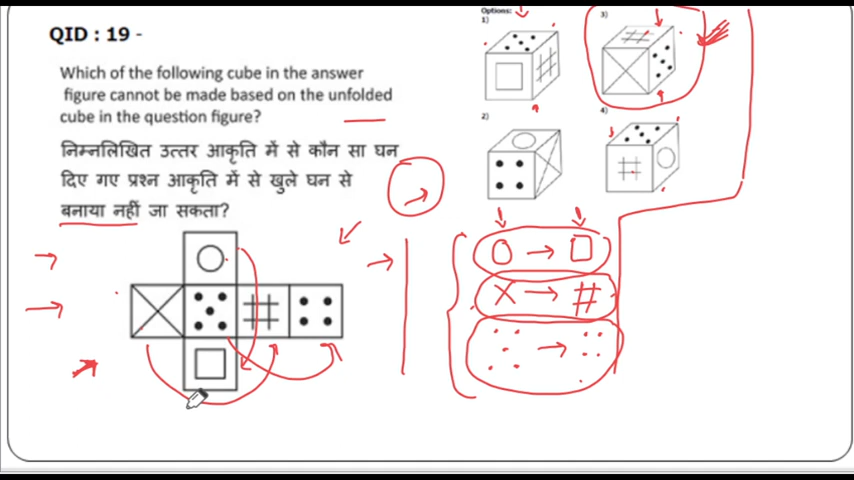 QID : 19 -
Options:
1)
3)
Which of the following cube in the answer
figure cannot be made based on the unfolded
cube in the question figure?
2)
4)
निम्नलिखित उत्तर आकृति में से कौन सा घन
दिए गए प्रश्न आकृति में से खुले घन से
बनाया नहीं जा सकता?
O → □
X → #